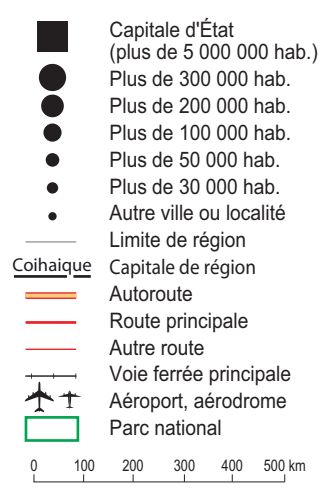 Capitale d'État
(plus de 5 000 000 hab.)
Plus de 300 000 hab.
Plus de 200 000 hab.
Plus de 100 000 hab.
Plus de 50 000 hab.
Plus de 30 000 hab.
Autre ville ou localité
Limite de région
Coihaique Capitale de région
Autoroute
Route principale
Autre route
Voie ferrée principale
Aéroport, aérodrome
Parc national
0 100 200 300 400 500 km